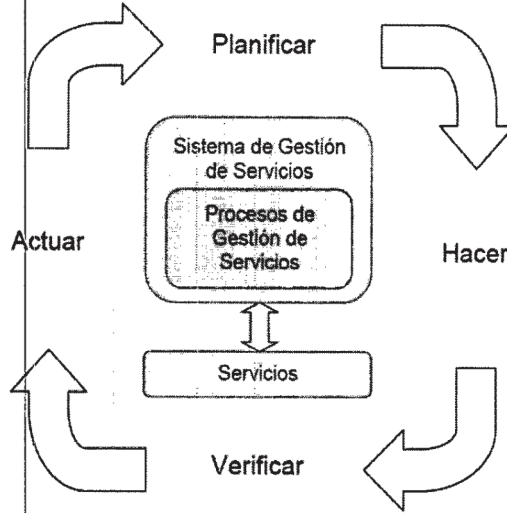 Planificar
Sistema de Gestión
de Servicios
Procesos de
Gestión de
Servicios
Actuar
Hacer
Servicios
Verificar